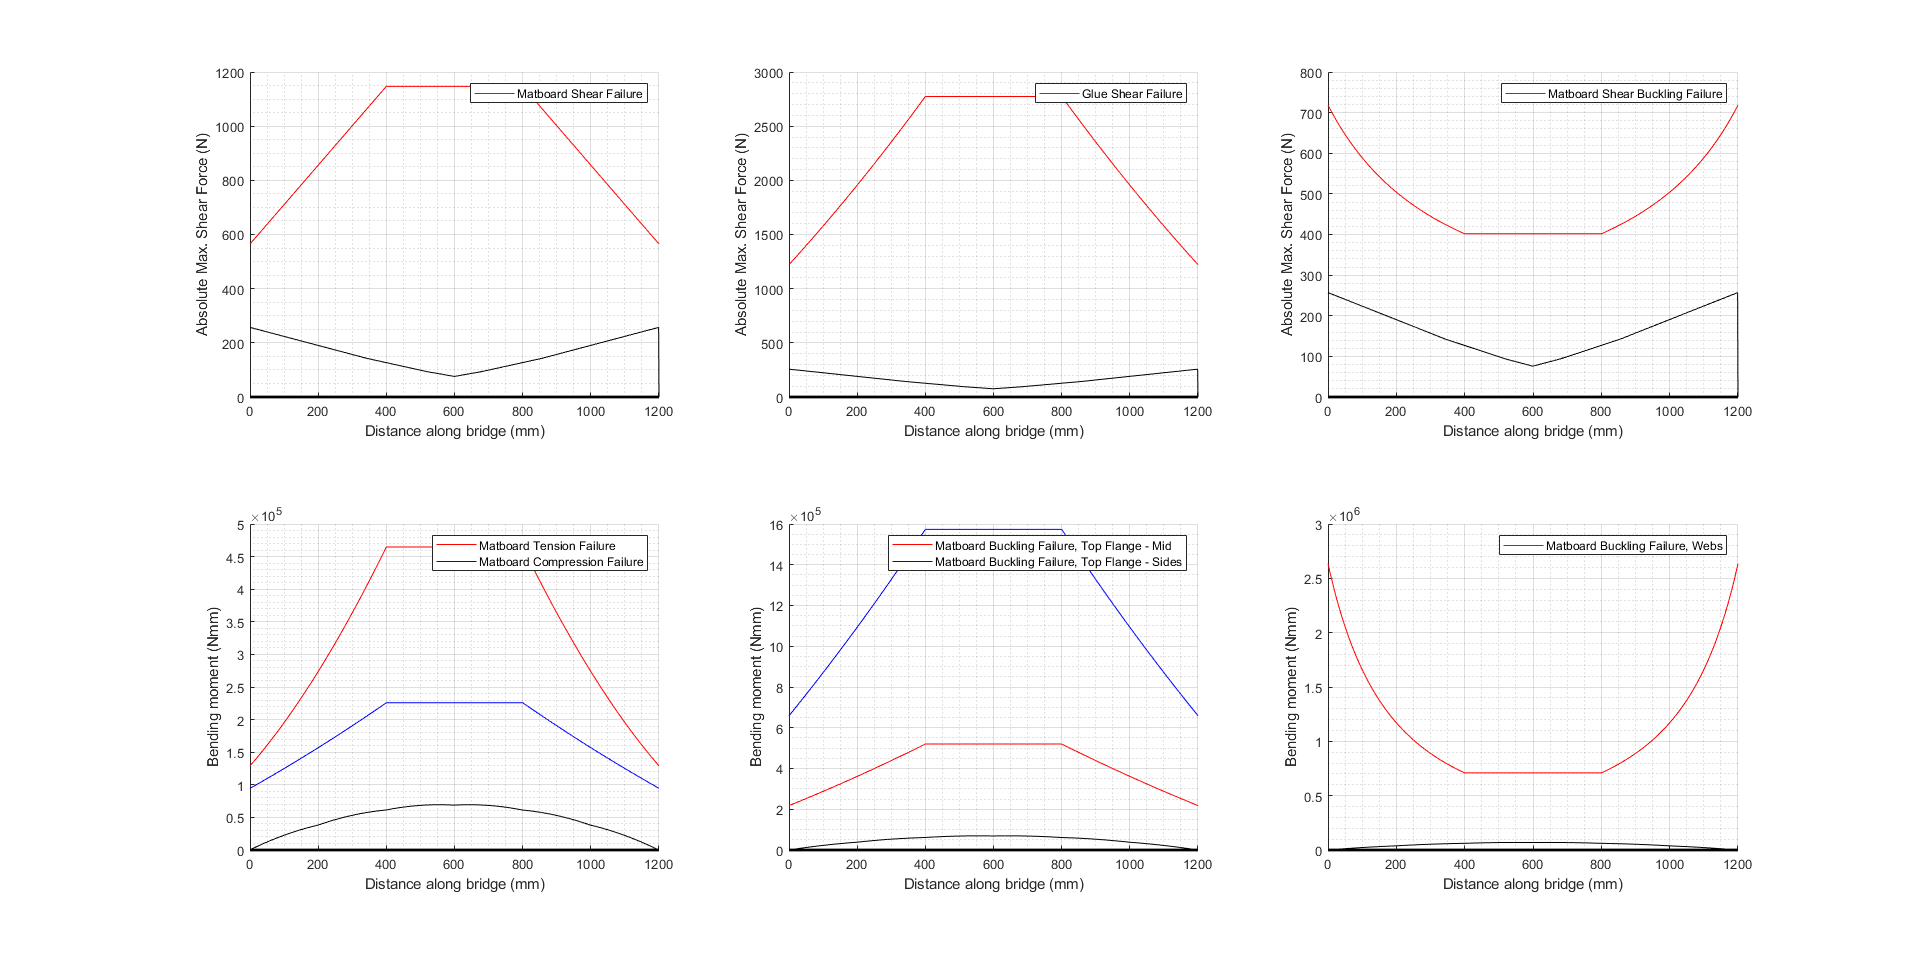 1200
1000
800
600
400
200
0
Absolute Max. Shear Force (N)
Matboard Shear Failure
0 200 400 600 800 1000 1200
Distance along bridge (mm)
3000
2500
2000
1500
1000
500
0
Absolute Max. Shear Force (N)
Glue Shear Failure
0 200 400 600 800 1000 1200
Distance along bridge (mm)
800
700
600
500
400
300
200
100
0
Absolute Max. Shear Force (N)
Matboard Shear Buckling Failure
0 200 400 600 800 1000 1200
Distance along bridge (mm)
×10^5
5
4.5
4
3.5
3
2.5
2
1.5
1
0.5
0
Bending moment (Nmm)
Matboard Tension Failure
Matboard Compression Failure
0 200 400 600 800 1000 1200
Distance along bridge (mm)
×10^5
16
14
12
10
8
6
4
2
0
Bending moment (Nmm)
Matboard Buckling Failure, Top Flange - Mid
Matboard Buckling Failure, Top Flange - Sides
0 200 400 600 800 1000 1200
Distance along bridge (mm)
×10^6
3
2.5
2
1.5
1
0.5
0
Bending moment (Nmm)
Matboard Buckling Failure, Webs
0 200 400 600 800 1000 1200
Distance along bridge (mm)